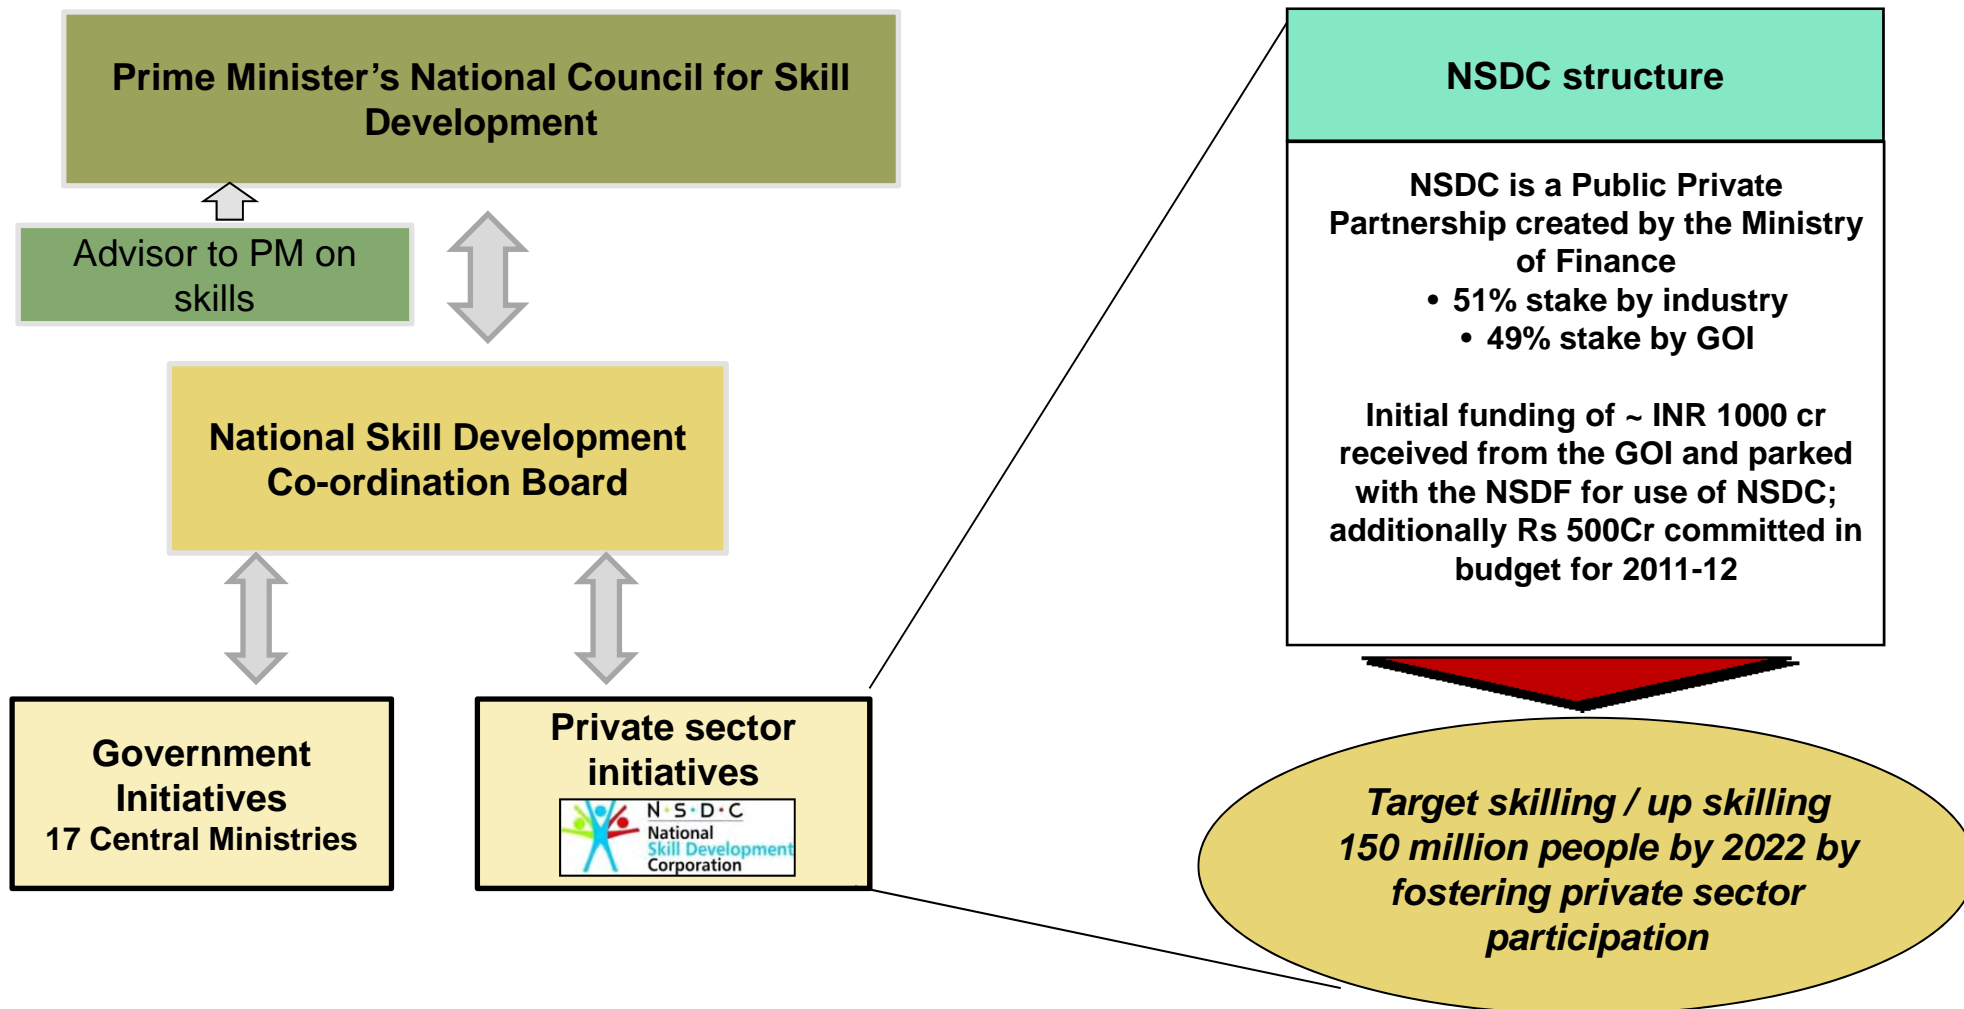 Prime Minister’s National Council for Skill
Development
Advisor to PM on
skills
National Skill Development
Co-ordination Board
Government
Initiatives
17 Central Ministries
Private sector
initiatives
N·S·D·C
National
Skill Development
Corporation
NSDC structure
NSDC is a Public Private
Partnership created by the Ministry
of Finance
• 51% stake by industry
• 49% stake by GOI
Initial funding of ~ INR 1000 cr
received from the GOI and parked
with the NSDF for use of NSDC;
additionally Rs 500Cr committed in
budget for 2011-12
Target skilling / up skilling
150 million people by 2022 by
fostering private sector
participation